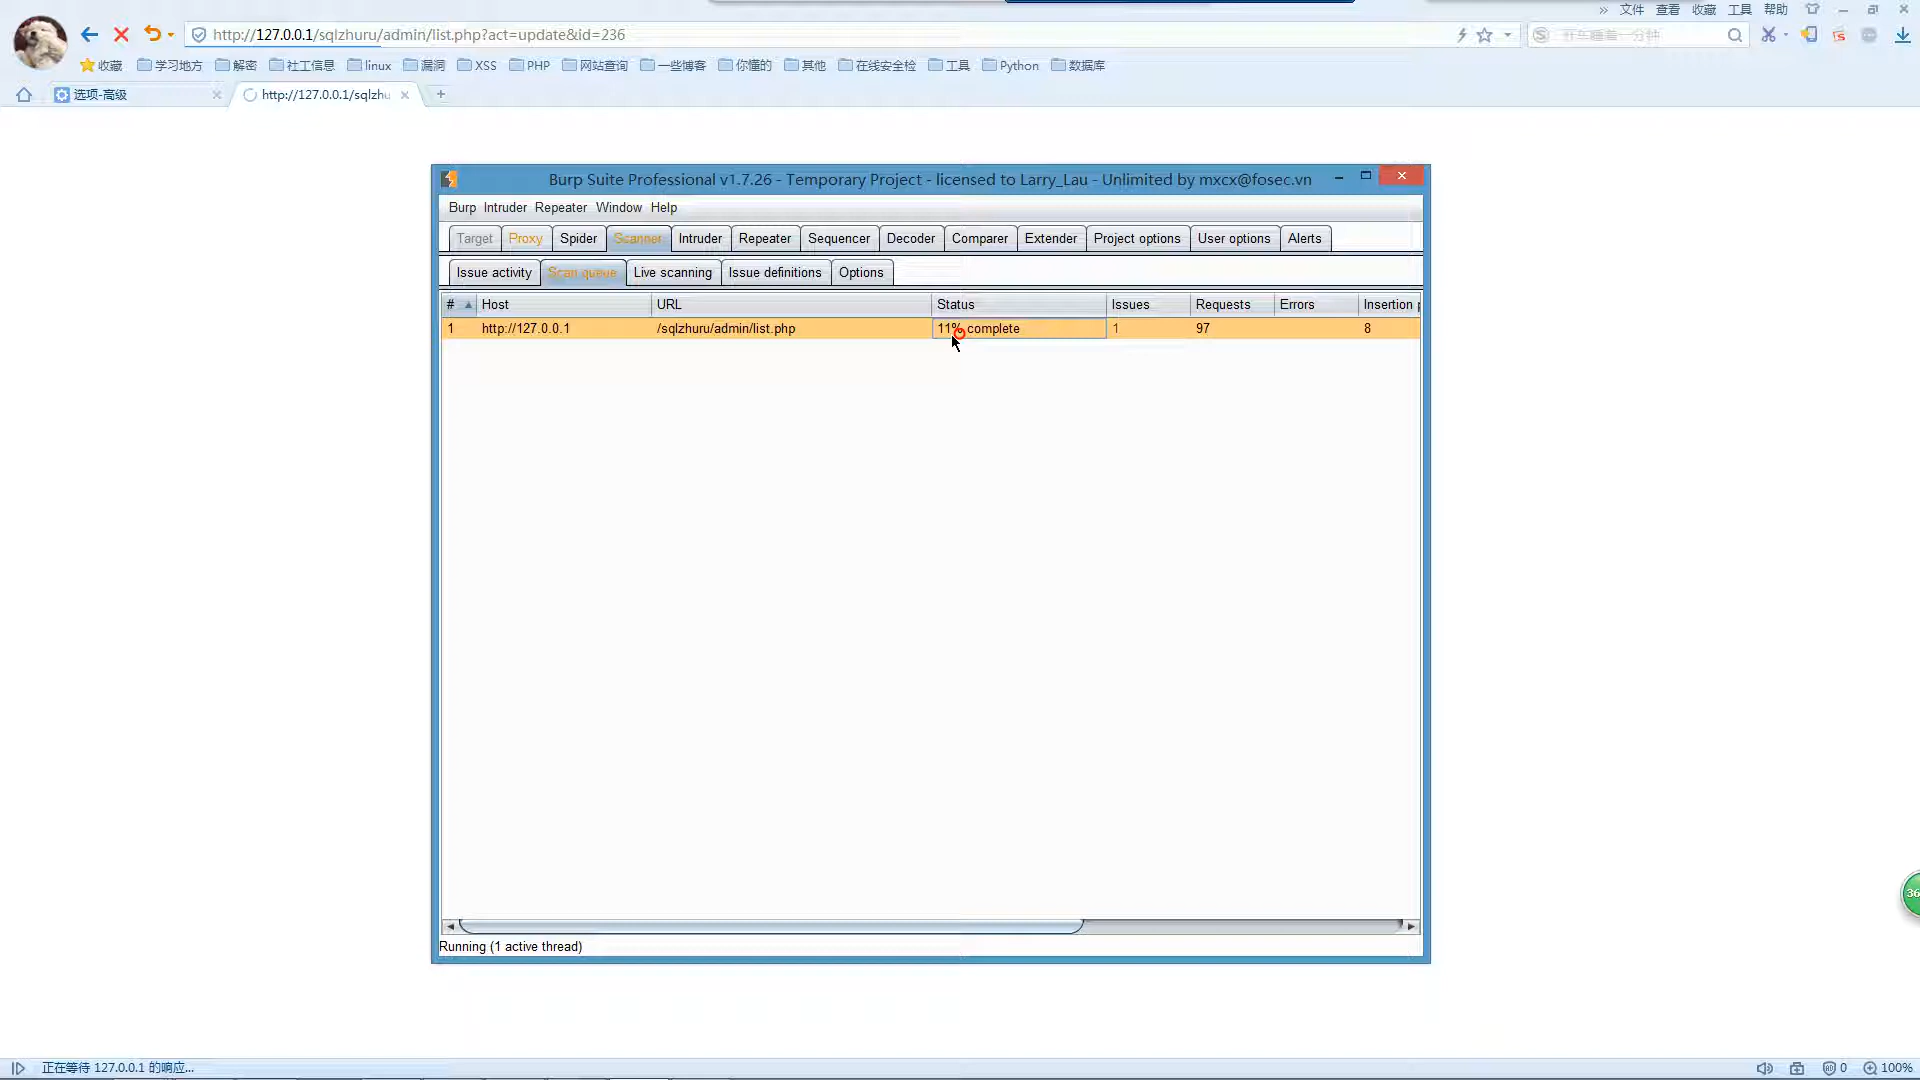 » 文件 查看 收藏 工具 帮助
http://127.0.0.1/sqlzhuru/admin/list.php?act=update&id=236
收藏 学习地方 解密 社工信息 linux 漏洞 XSS PHP 网站查询 一些博客 你懂的 其他 在线安全检 工具 Python 数据库
选项-高级 http://127.0.0.1/sqlzhu
Burp Suite Professional v1.7.26 - Temporary Project - licensed to Larry_Lau - Unlimited by mxcx@fosec.vn
Burp Intruder Repeater Window Help
Target Proxy Spider Scanner Intruder Repeater Sequencer Decoder Comparer Extender Project options User options Alerts
Issue activity Scan queue Live scanning Issue definitions Options
# Host URL Status Issues Requests Errors Insertion
1 http://127.0.0.1 /sqlzhuru/admin/list.php 11% complete 1 97 8
36
Running (1 active thread)
正在等待 127.0.0.1 的响应... 0 100%